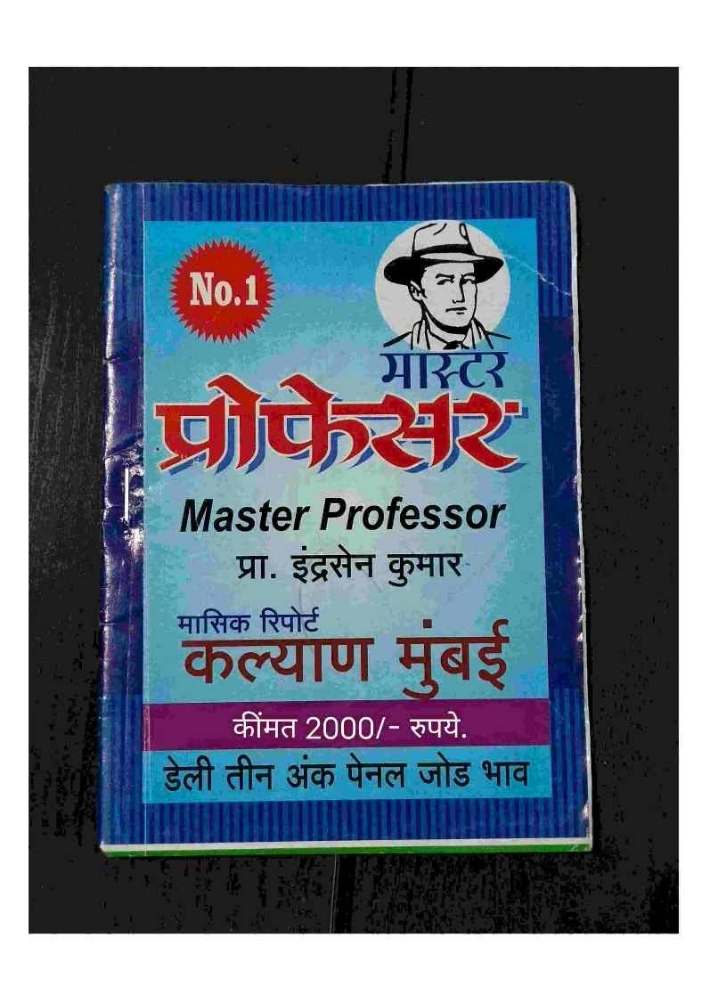 No.1
मास्टर
प्रोफेसर
Master Professor
प्रा. इंद्रसेन कुमार
मासिक रिपोर्ट
कल्याण मुंबई
कींमत 2000/- रुपये.
डेली तीन अंक पेनल जोड भाव